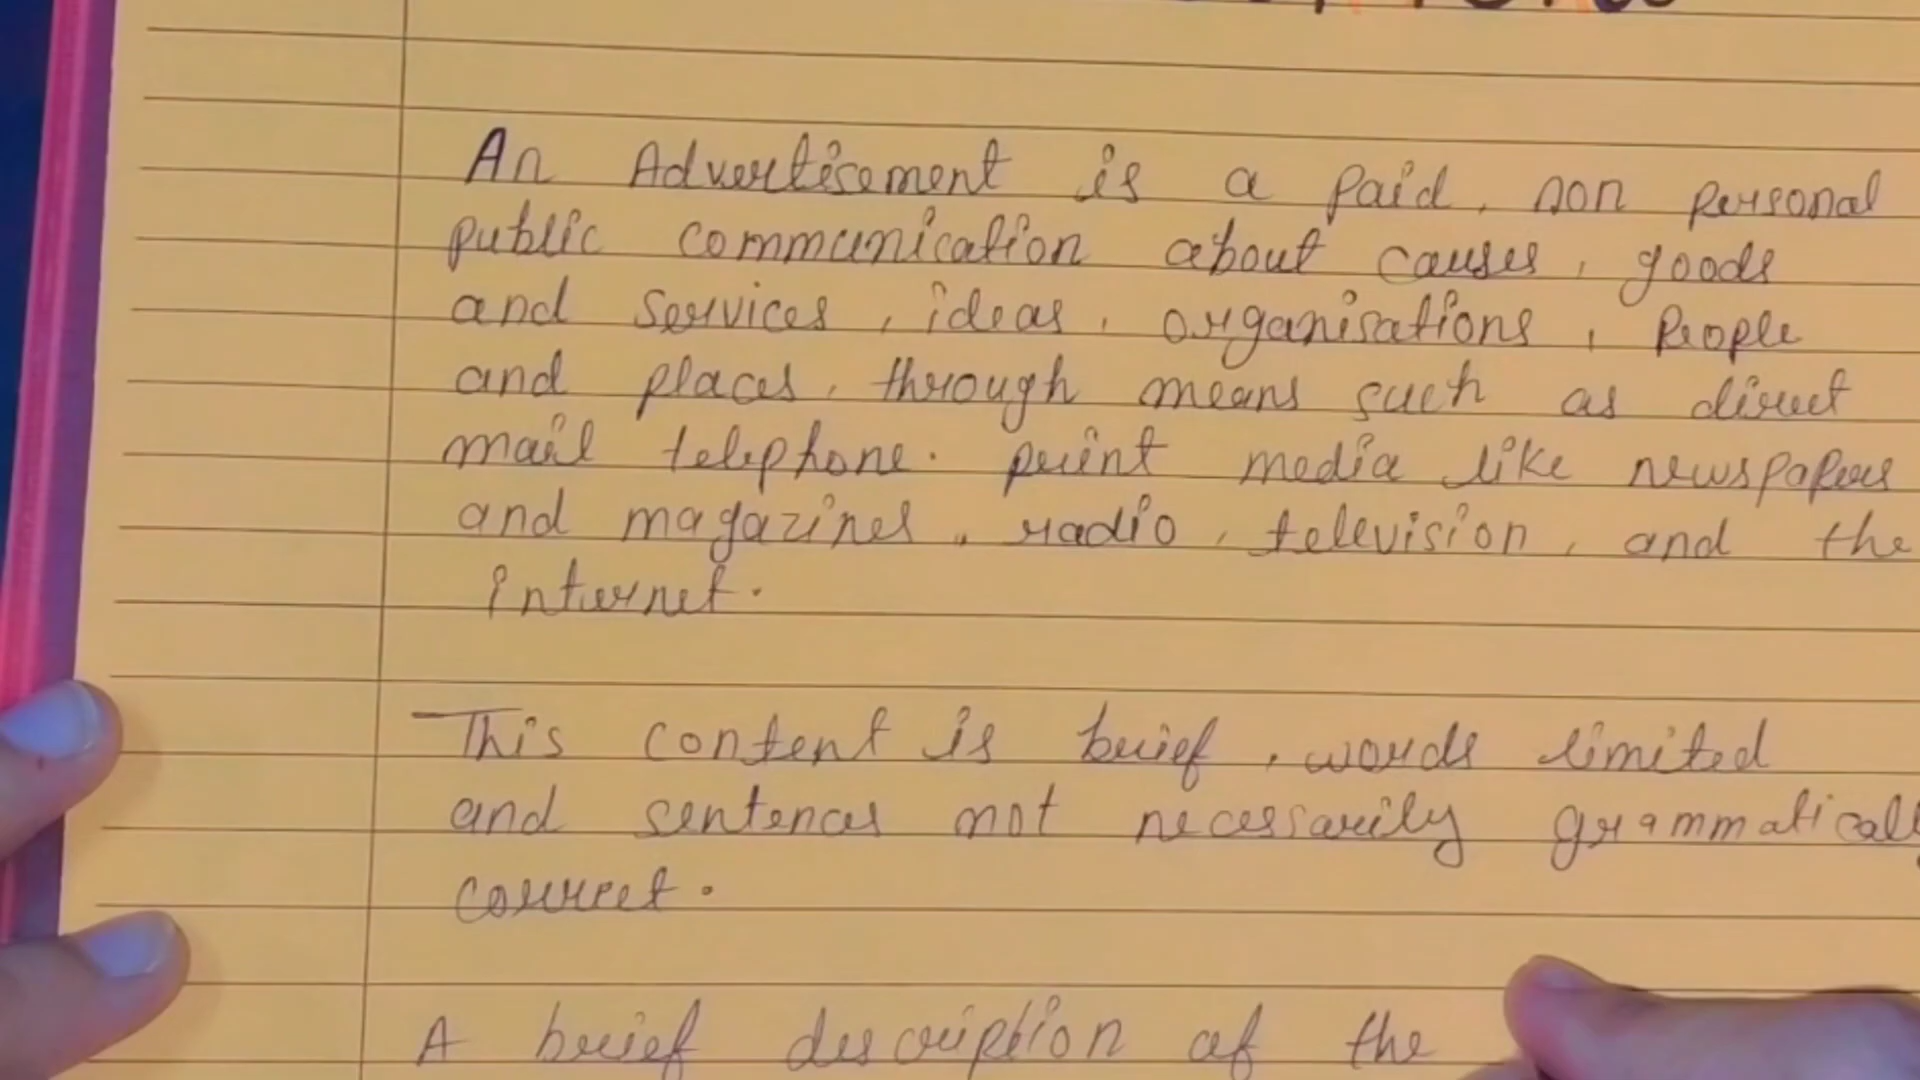 An Advertisement is a paid, non personal
public communication about causes, goods
and services, ideas, organisations, People
and places, through means such as direct
mail telephone. print media like newspapers
and magazines, radio, television, and the
internet.
This content is brief, words limited
and sentences not necessarily grammatically
correct.
A brief description of the